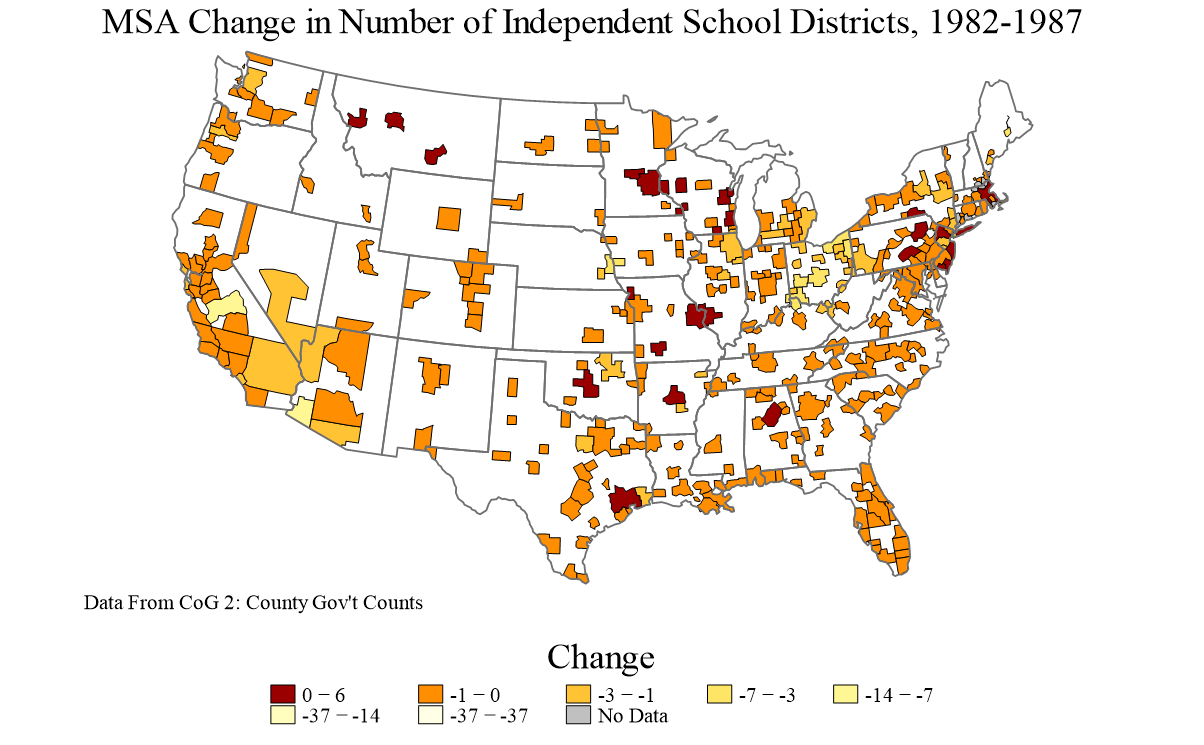 MSA Change in Number of Independent School Districts, 1982-1987
Data From CoG 2: County Gov't Counts
Change
0 − 6
-1 − 0
-3 − -1
-7 − -3
-14 − -7
-37 − -14
-37 − -37
No Data